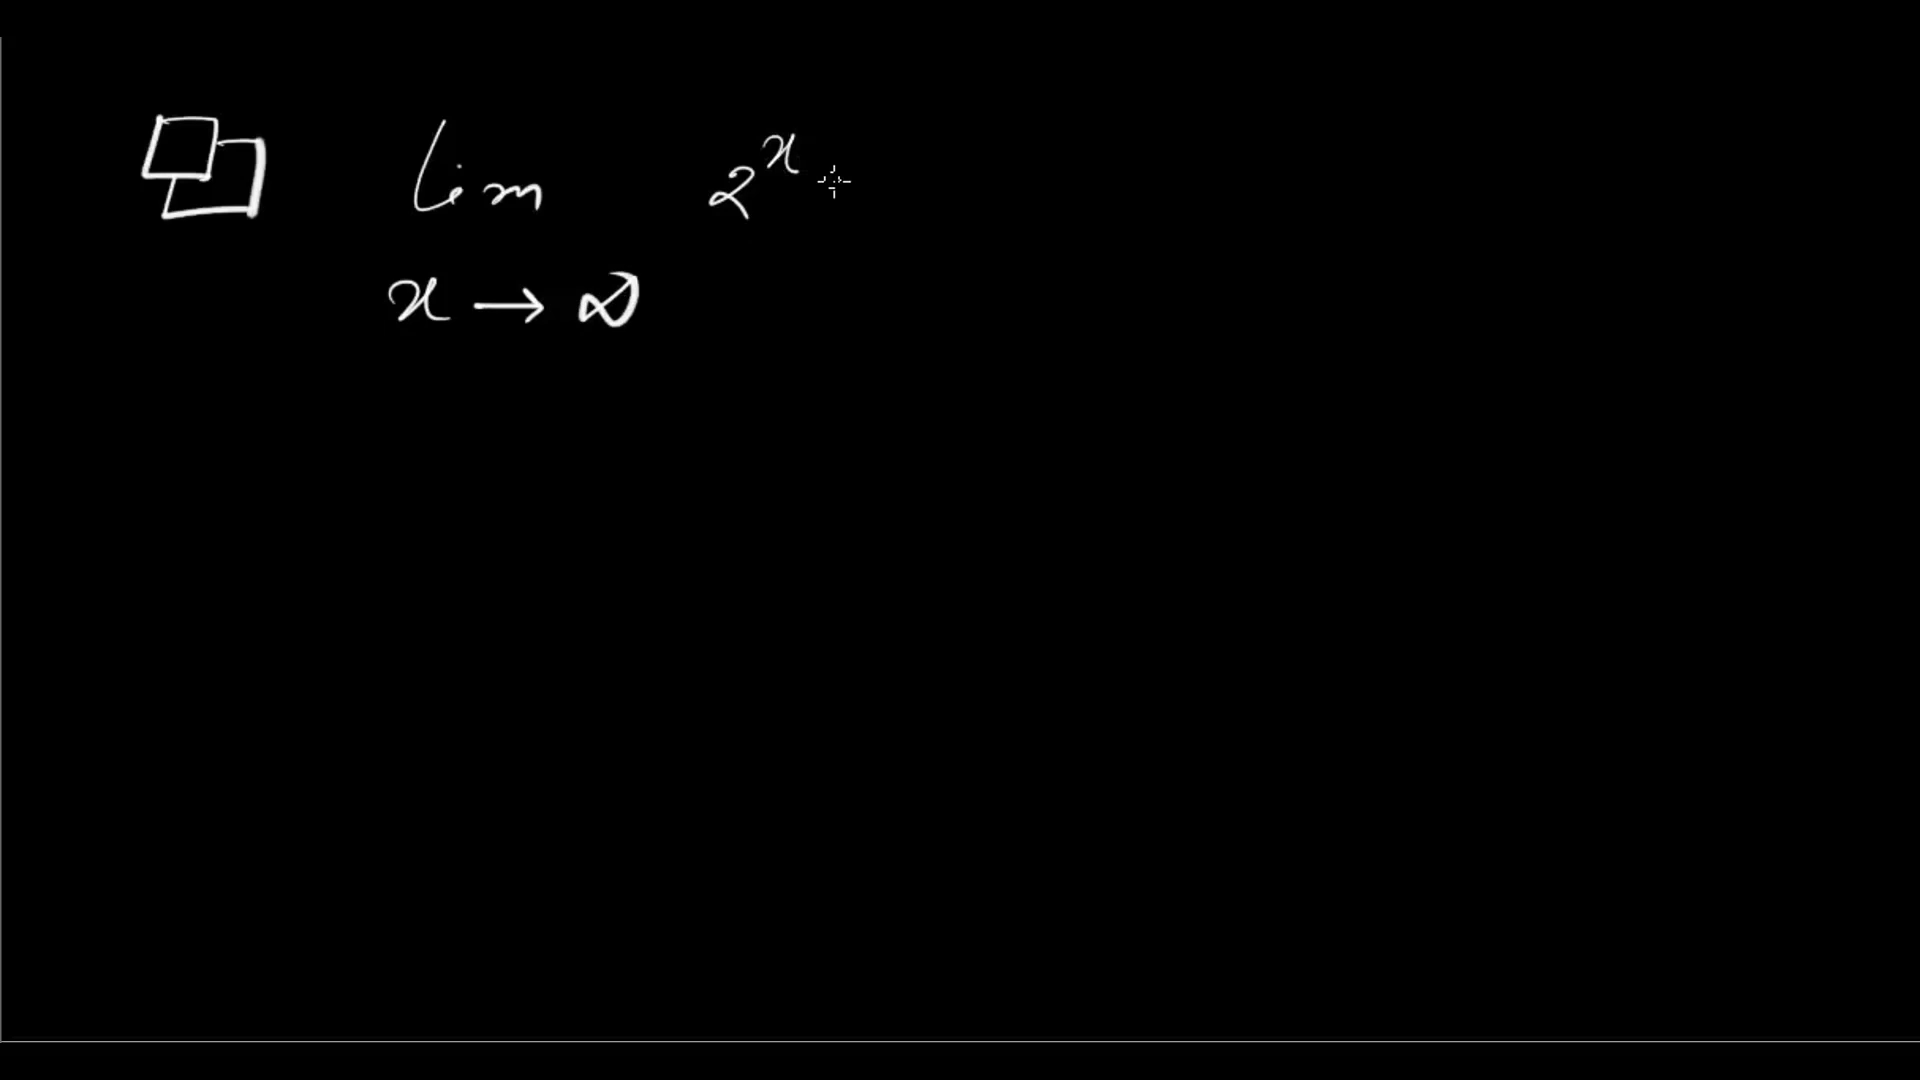 lim 2^x
x → ∞